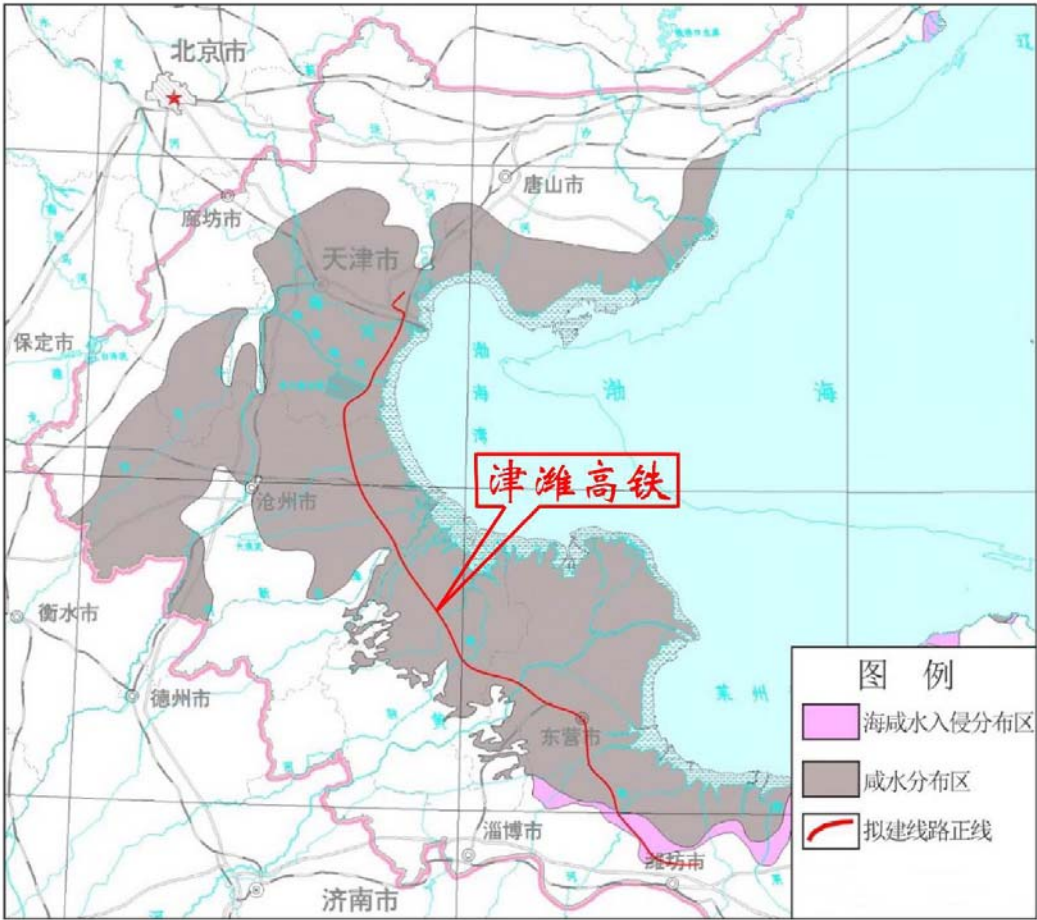 北京市
唐山市
廊坊市
天津市
保定市
渤
海
湾
渤 海
津潍高铁
沧州市
衡水市
德州市
莱 州
东营市
淄博市
潍坊市
济南市
图 例
海咸水入侵分布区
咸水分布区
拟建线路正线